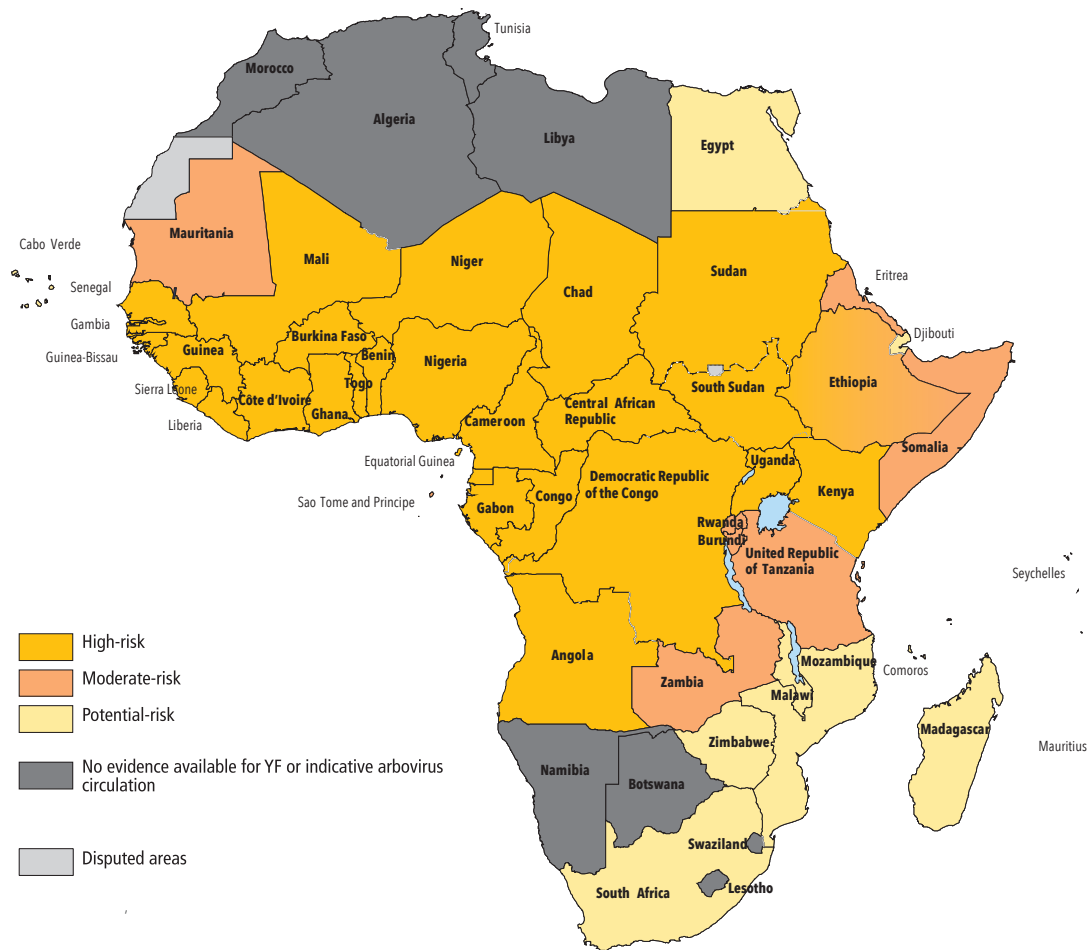 Tunisia
Morocco
Algeria
Libya
Egypt
Mauritania
Cabo Verde
Mali
Niger
Chad
Sudan
Eritrea
Senegal
Gambia
Djibouti
Burkina Faso
Guinea-Bissau
Guinea
Benin
Nigeria
Togo
Ethiopia
South Sudan
Sierra Leone
Côte d'Ivoire
Ghana
Central African
Republic
Liberia
Cameroon
Somalia
Equatorial Guinea
Uganda
Democratic Republic
of the Congo
Kenya
Sao Tome and Principe
Gabon
Congo
Rwanda
Burundi
United Republic
of Tanzania
Seychelles
High-risk
Angola
Mozambique
Comoros
Moderate-risk
Zambia
Malawi
Potential-risk
Madagascar
Zimbabwe
Mauritius
No evidence available for YF or indicative arbovirus
circulation
Namibia
Botswana
Swaziland
Disputed areas
South Africa
Lesotho